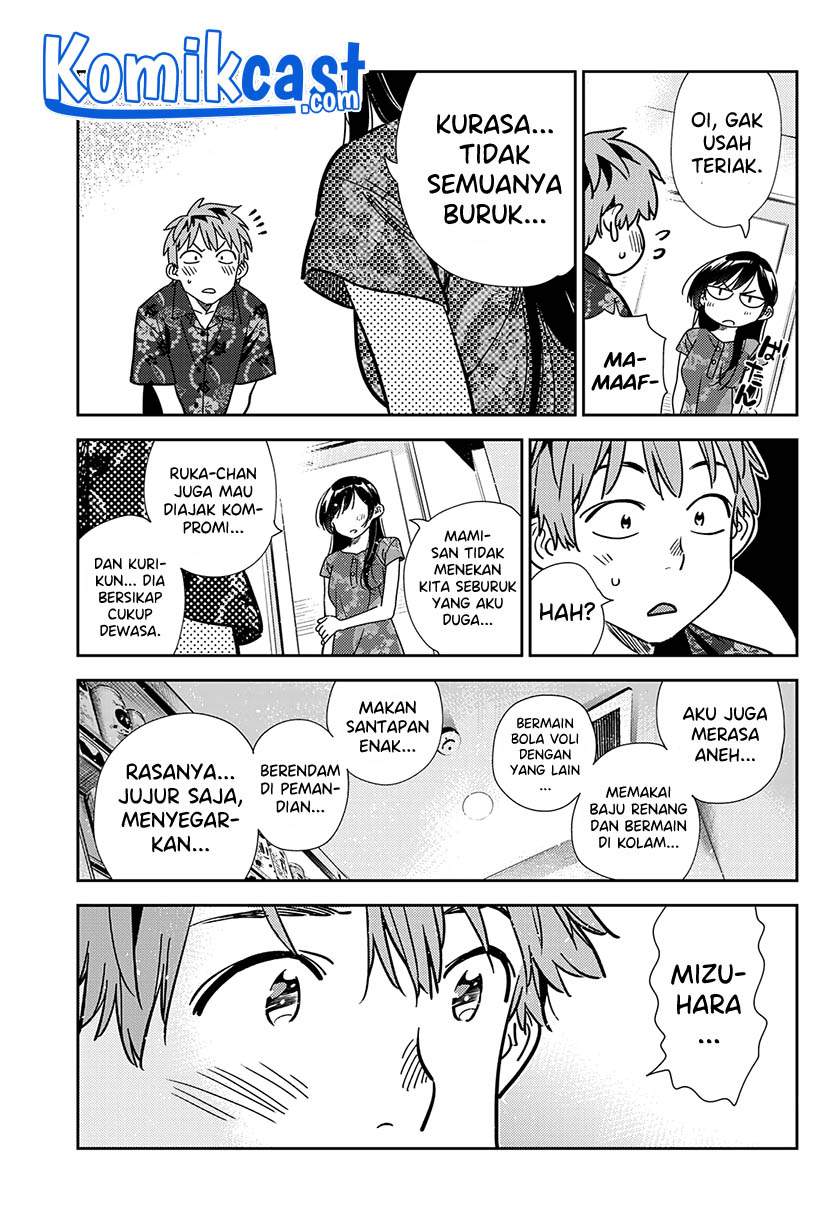 Komikcast
.com
OI, GAK
USAH
TERIAK.
MA-
MAAF-
ばたん
KURASA...
TIDAK
SEMUANYA
BURUK...
HAH?
MAMI-
SAN TIDAK
MENEKAN
KITA SEBURUK
YANG AKU
DUGA...
RUKA-CHAN
JUGA MAU
DIAJAK KOM-
PROMI...
DAN KURI-
KUN... DIA
BERSIKAP
CUKUP
DEWASA.
AKU JUGA
MERASA
ANEH...
MEMAKAI
BAJU RENANG
DAN BERMAIN
DI KOLAM...
BERMAIN
BOLA VOLI
DENGAN
YANG LAIN
...
MAKAN
SANTAPAN
ENAK...
BERENDAM
DI PEMAN-
DIAN...
RASANYA...
JUJUR SAJA,
MENYEGAR-
KAN...
MIZU-
HARA
...